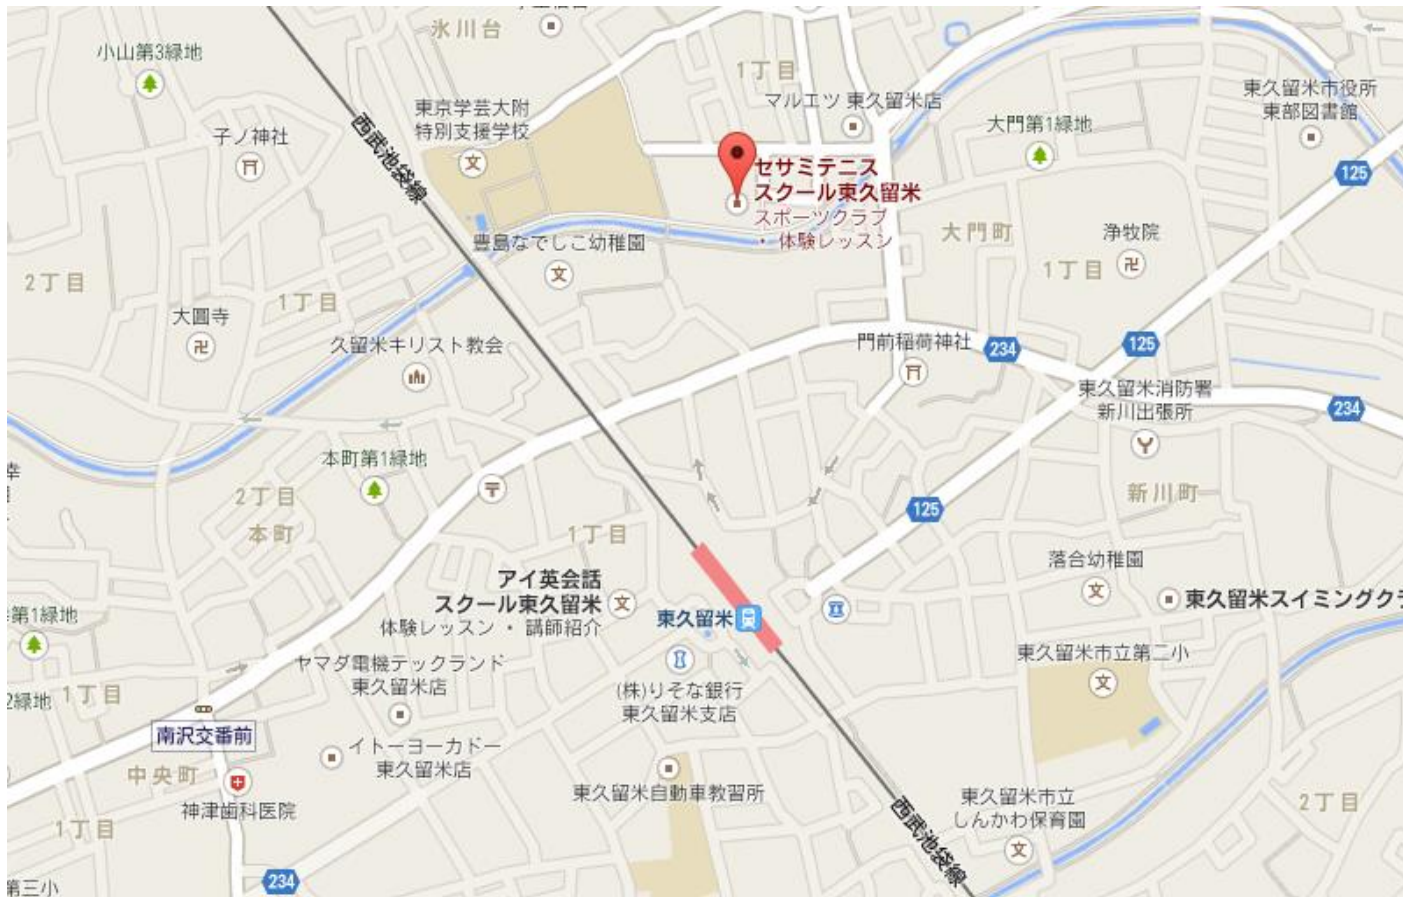 氷川台
小山第3緑地
1丁目
東京学芸大附
特別支援学校
マルエツ 東久留米店
東久留米市役所
東部図書館
大門第1緑地
子ノ神社
西武池袋線
125
セサミテニス
スクール東久留米
スポーツクラブ
・体験レッスン
豊島なでしこ幼稚園
大門町
浄牧院
1丁目
2丁目
1丁目
大圓寺
久留米キリスト教会
門前稲荷神社
234
125
東久留米消防署
新川出張所
234
本町第1緑地
幸
2丁目
本町
125
新川町
1丁目
落合幼稚園
アイ英会話
スクール東久留米
体験レッスン ・ 講師紹介
東久留米
東久留米スイミングク
第1緑地
東久留米市立第二小
ヤマダ電機テックランド
東久留米店
(株)りそな銀行
東久留米支店
2緑地
1丁目
南沢交番前
イトーヨーカドー
東久留米店
中央町
神津歯科医院
東久留米自動車教習所
東久留米市立
しんかわ保育園
2丁目
1丁目
西武池袋線
234
第三小